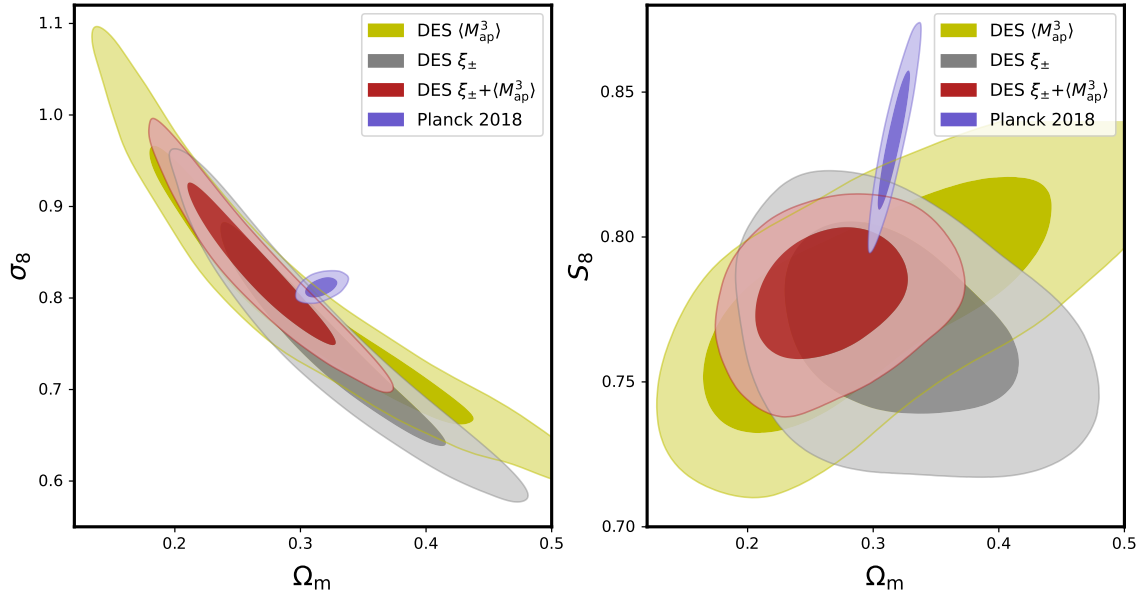 1.1
1.0
0.9
0.8
0.7
0.6
σ₈
0.2
0.3
0.4
0.5
Ωₘ
DES ⟨M³ₐₚ⟩
DES ξ±
DES ξ±+⟨M³ₐₚ⟩
Planck 2018
0.85
0.80
0.75
0.70
S₈
0.2
0.3
0.4
0.5
Ωₘ
DES ⟨M³ₐₚ⟩
DES ξ±
DES ξ±+⟨M³ₐₚ⟩
Planck 2018